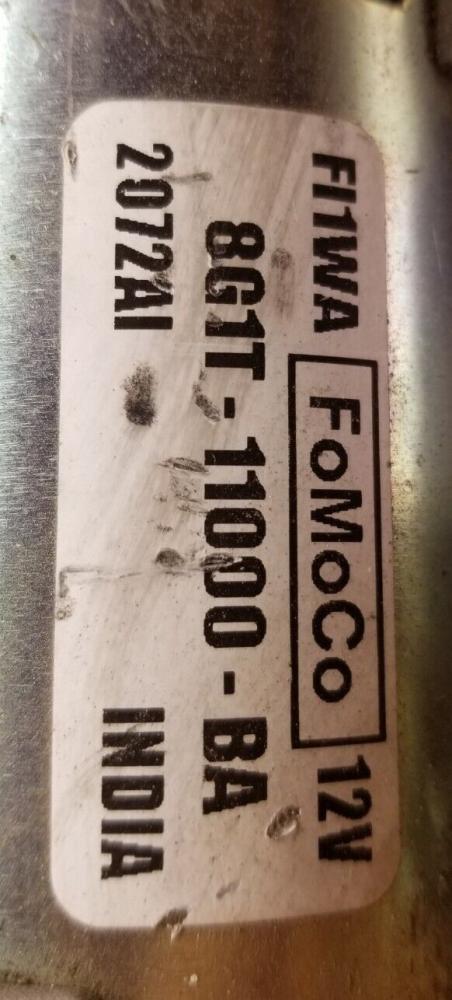 FI1WA FoMoCo 12V
8G1T-11000-BA
2072AI INDIA